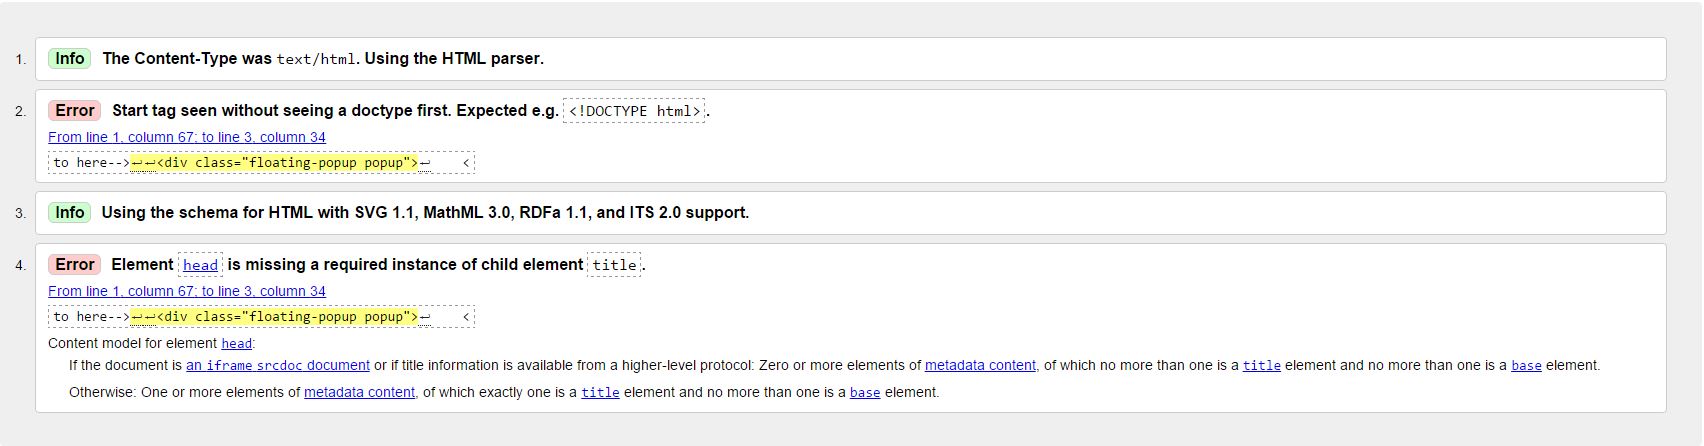 1. Info The Content-Type was text/html. Using the HTML parser.
2. Error Start tag seen without seeing a doctype first. Expected e.g. <!DOCTYPE html>.
From line 1, column 67; to line 3, column 34
to here-->↩↩<div class="floating-popup popup">↩    <
3. Info Using the schema for HTML with SVG 1.1, MathML 3.0, RDFa 1.1, and ITS 2.0 support.
4. Error Element head is missing a required instance of child element title.
From line 1, column 67; to line 3, column 34
to here-->↩↩<div class="floating-popup popup">↩    <
Content model for element head:
If the document is an iframe srcdoc document or if title information is available from a higher-level protocol: Zero or more elements of metadata content, of which no more than one is a title element and no more than one is a base element.
Otherwise: One or more elements of metadata content, of which exactly one is a title element and no more than one is a base element.